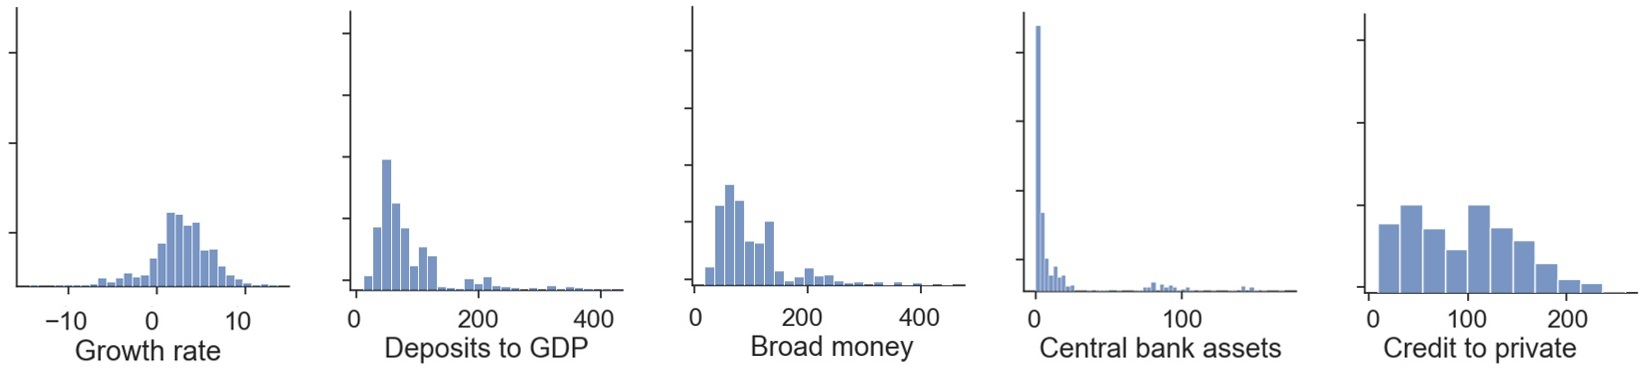 −10 0 10
Growth rate
0 200 400
Deposits to GDP
0 200 400
Broad money
0 100
Central bank assets
0 100 200
Credit to private